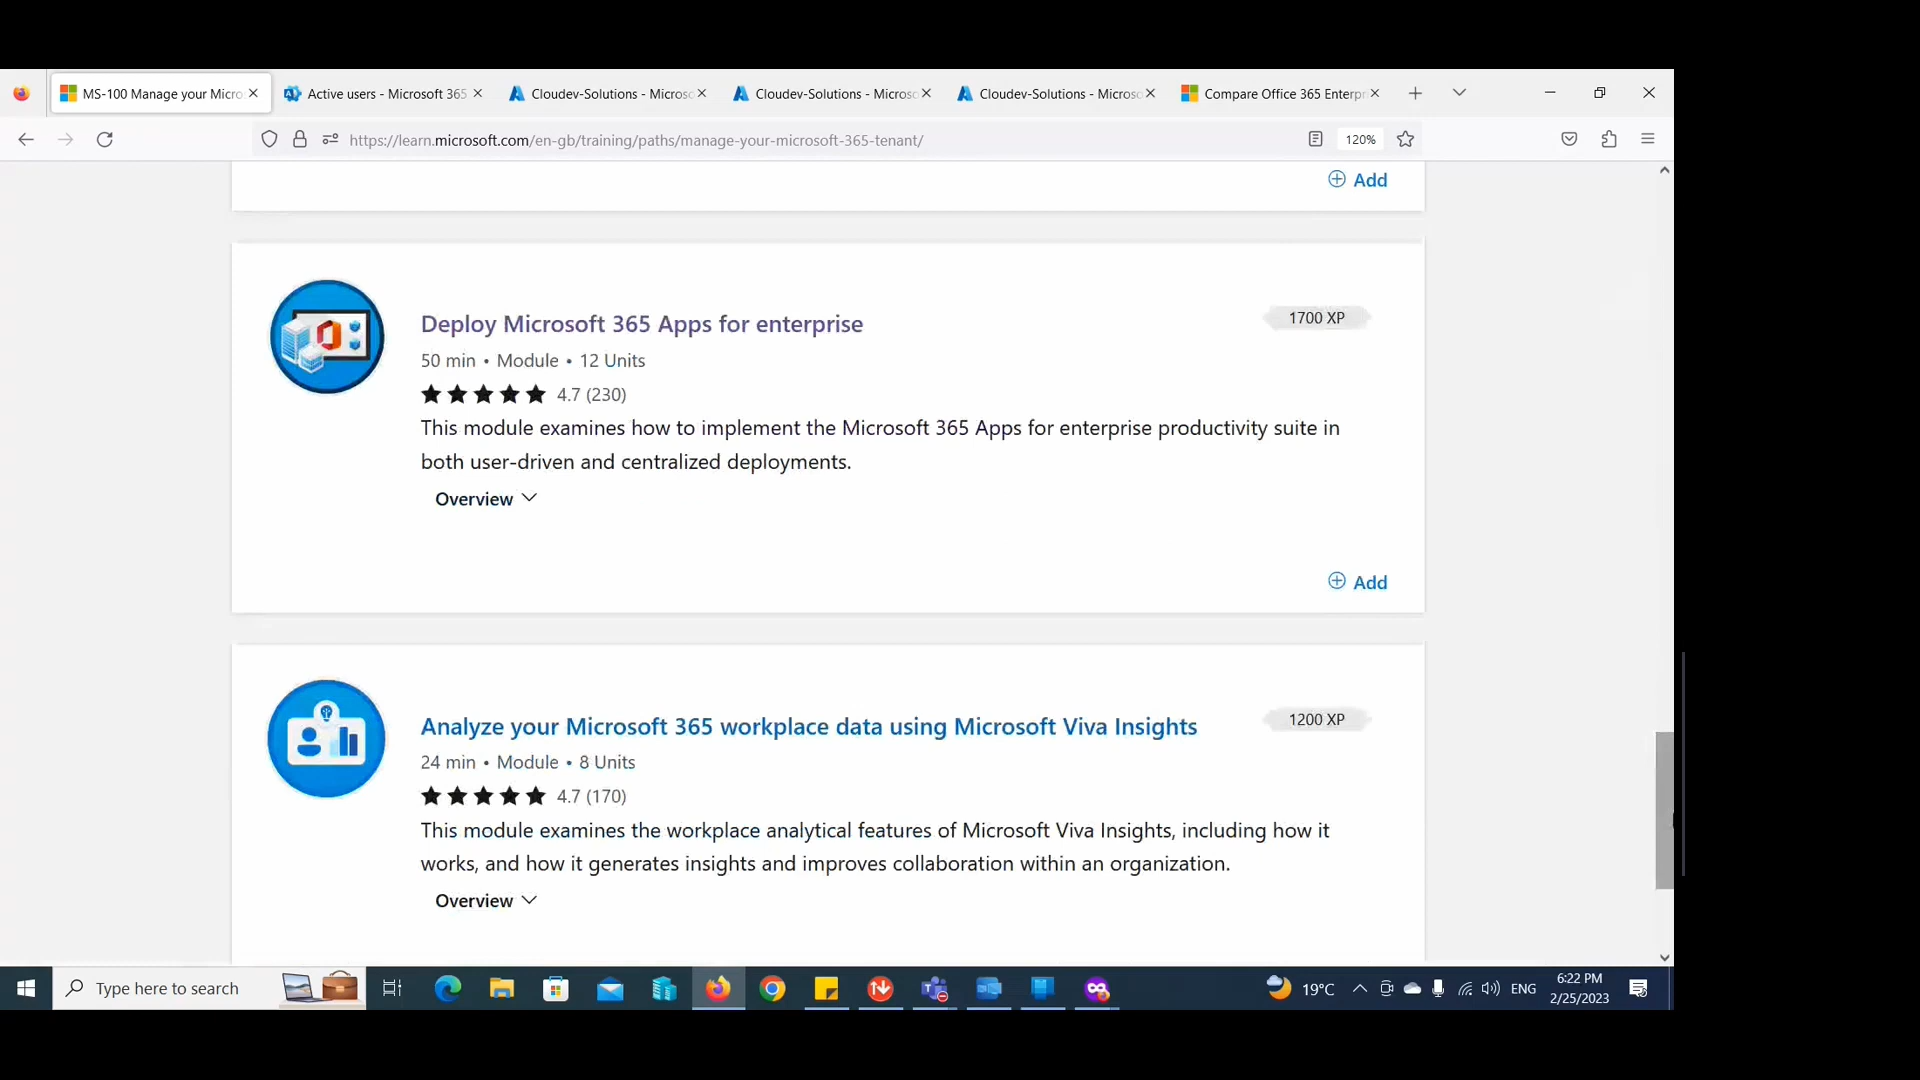 MS-100 Manage your Micro
Active users - Microsoft 365
Cloudev-Solutions - Microso
Cloudev-Solutions - Microso
Cloudev-Solutions - Microso
Compare Office 365 Enterpr
https://learn.microsoft.com/en-gb/training/paths/manage-your-microsoft-365-tenant/
120%
Add
Deploy Microsoft 365 Apps for enterprise
1700 XP
50 min • Module • 12 Units
4.7 (230)
This module examines how to implement the Microsoft 365 Apps for enterprise productivity suite in
both user-driven and centralized deployments.
Overview
Add
Analyze your Microsoft 365 workplace data using Microsoft Viva Insights
1200 XP
24 min • Module • 8 Units
4.7 (170)
This module examines the workplace analytical features of Microsoft Viva Insights, including how it
works, and how it generates insights and improves collaboration within an organization.
Overview
Type here to search
19°C
ENG
6:22 PM
2/25/2023